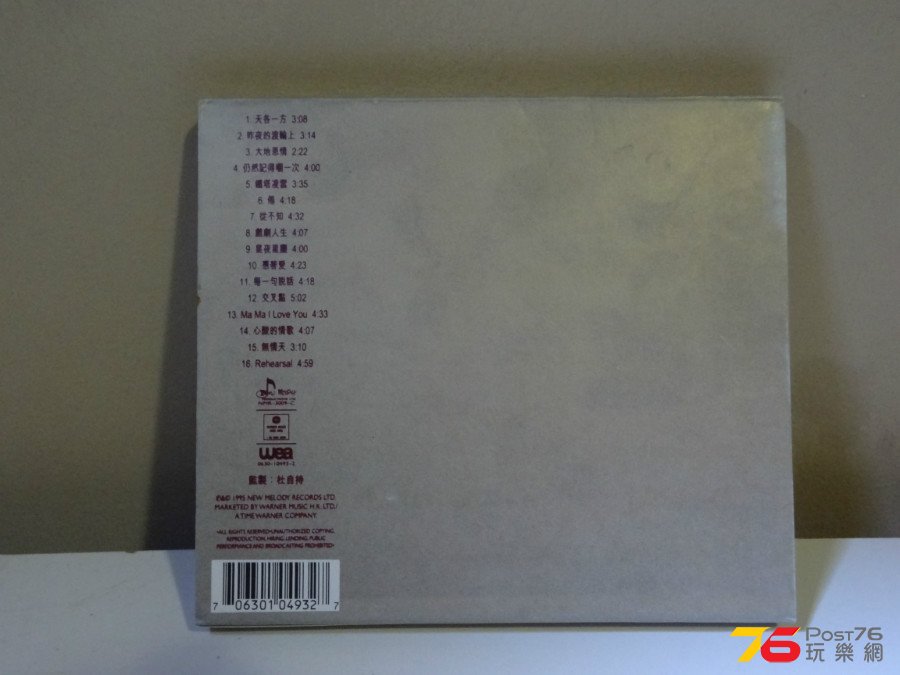 1. 天各一方 3:08
2. 昨夜的渡輪上 3:14
3. 大地恩情 2:22
4. 仍然記得嗰一次 4:00
5. 鐵塔凌雲 3:35
6. 4:18
7. 從不知 4:32
8. 戲劇人生 4:07
9. 星夜星塵 4:00
10. 愛 4:23
11. 每一句說話 4:18
12. 交叉點 5:02
13. Ma Ma I Love You 4:33
14. 心酸的情歌 4:07
15. 無情天 3:10
16. Rehearsal 4:59
wea
0630-10493-2
監製：杜自持
℗&© 1995 NEW MELODY RECORDS LTD.
MARKETED BY WARNER MUSIC H.K. LTD./
A TIME WARNER COMPANY.
•ALL RIGHTS RESERVED•UNAUTHORIZED COPYING,
REPRODUCTION, HIRING, LENDING, PUBLIC
PERFORMANCE AND BROADCASTING PROHIBITED•
7 06301 04932 7
76 Post76
玩樂網